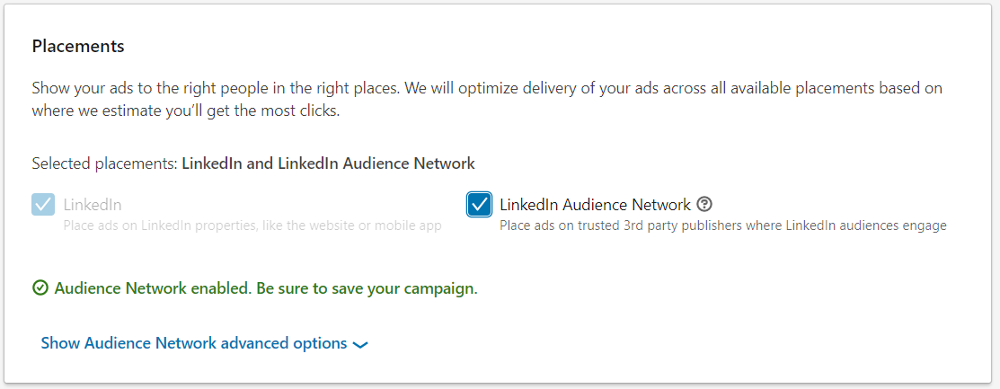 Placements
Show your ads to the right people in the right places. We will optimize delivery of your ads across all available placements based on
where we estimate you’ll get the most clicks.
Selected placements: LinkedIn and LinkedIn Audience Network
LinkedIn
Place ads on LinkedIn properties, like the website or mobile app
LinkedIn Audience Network ?
Place ads on trusted 3rd party publishers where LinkedIn audiences engage
Audience Network enabled. Be sure to save your campaign.
Show Audience Network advanced options